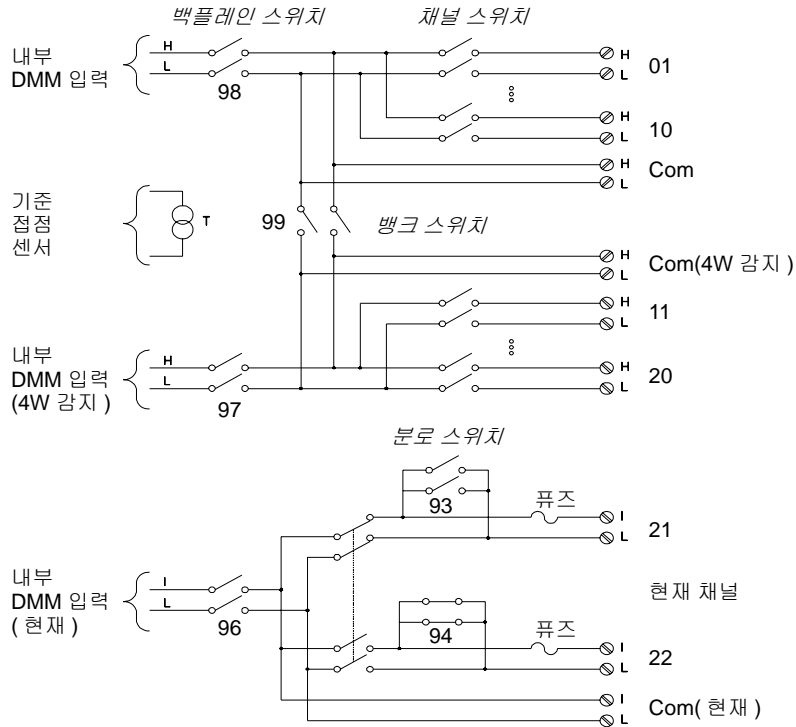 백플레인 스위치
채널 스위치
내부
DMM 입력
H
L
98
H
L
01
H
L
10
H
L
Com
기준
접점
센서
T
99
뱅크 스위치
H
L
Com(4W 감지 )
H
L
11
내부
DMM 입력
(4W 감지 )
H
L
97
H
L
20
분로 스위치
93
퓨즈
I
L
21
내부
DMM 입력
( 현재 )
I
L
96
현재 채널
94
퓨즈
I
L
22
I
L
Com( 현재 )